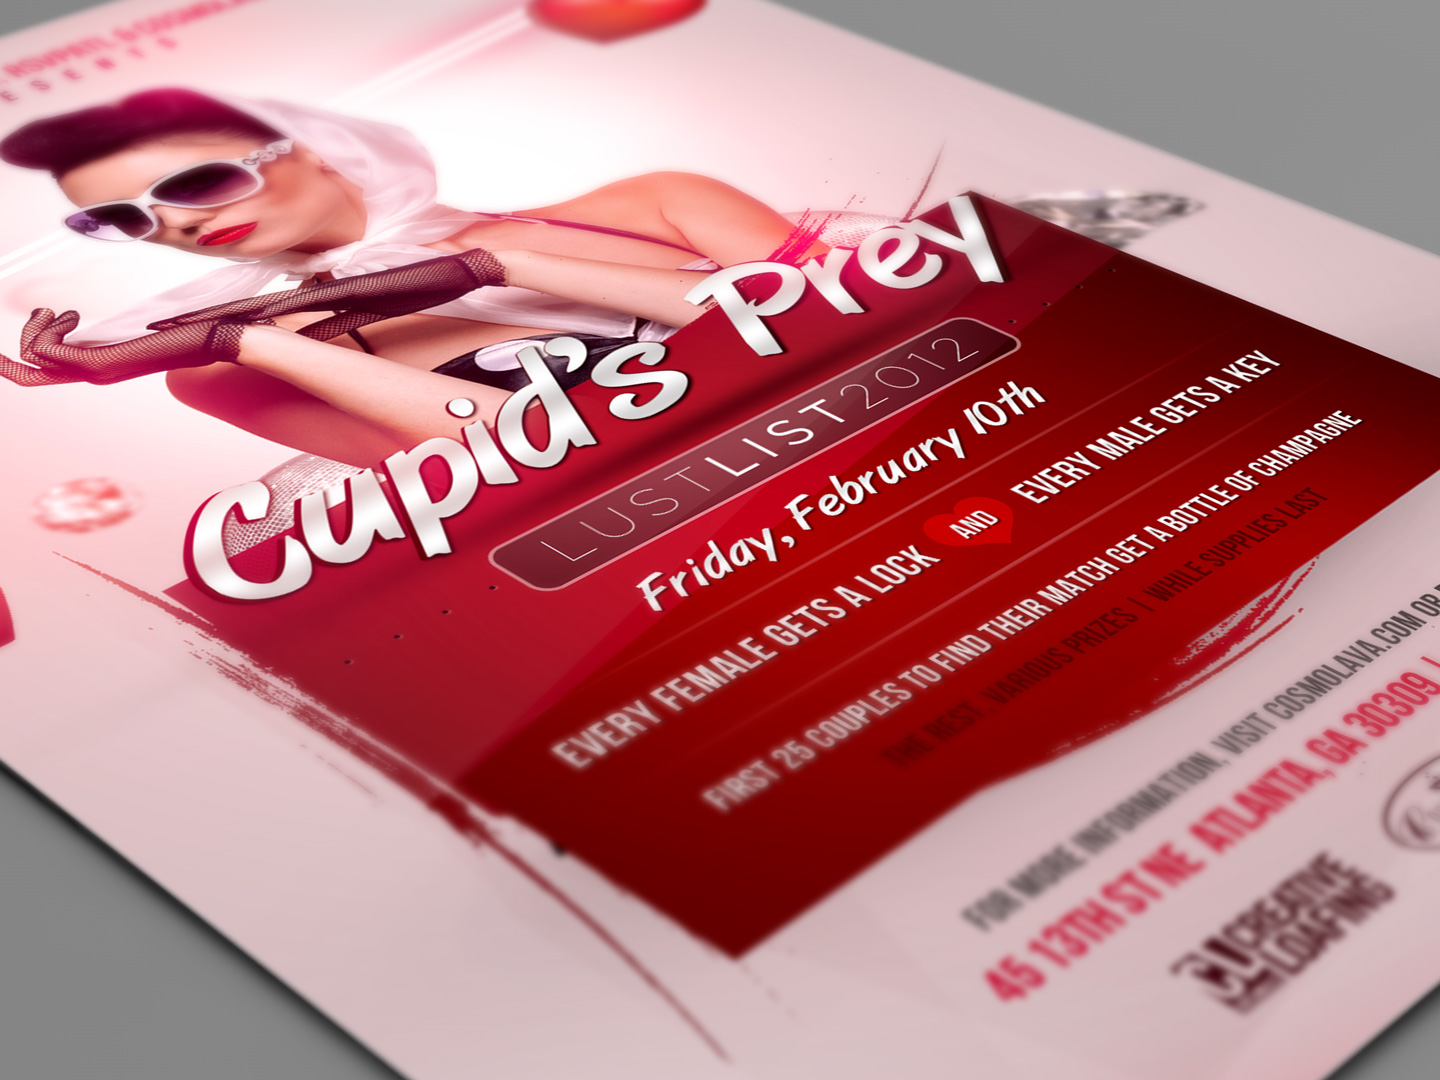 RSVPATL & COSMOLAVA
Cupid's Prey
LUSTLIST2012
Friday, February 10th
EVERY FEMALE GETS A LOCK AND EVERY MALE GETS A KEY
FIRST 25 COUPLES TO FIND THEIR MATCH GET A BOTTLE OF CHAMPAGNE
THE REST, VARIOUS PRIZES | WHILE SUPPLIES LAST
FOR MORE INFORMATION, VISIT COSMOLAVA.COM OR
45 13TH ST NE ATLANTA, GA 30309 |
CREATIVE
LOAFING